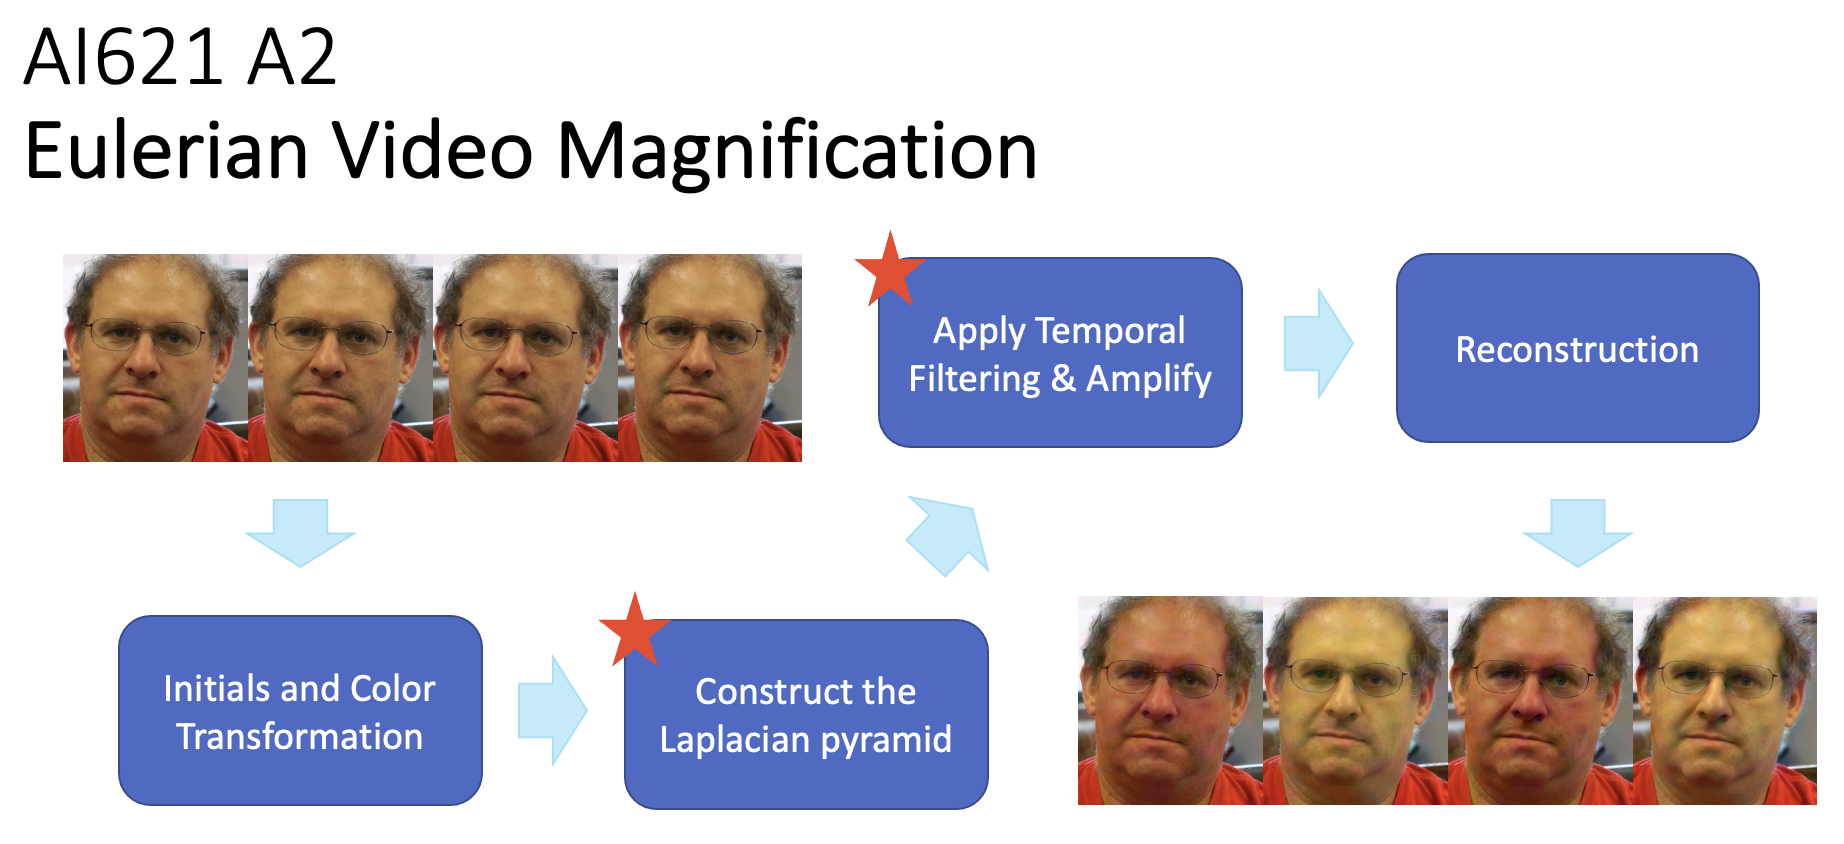 AI621 A2
Eulerian Video Magnification
Apply Temporal
Filtering & Amplify
Reconstruction
Initials and Color
Transformation
Construct the
Laplacian pyramid